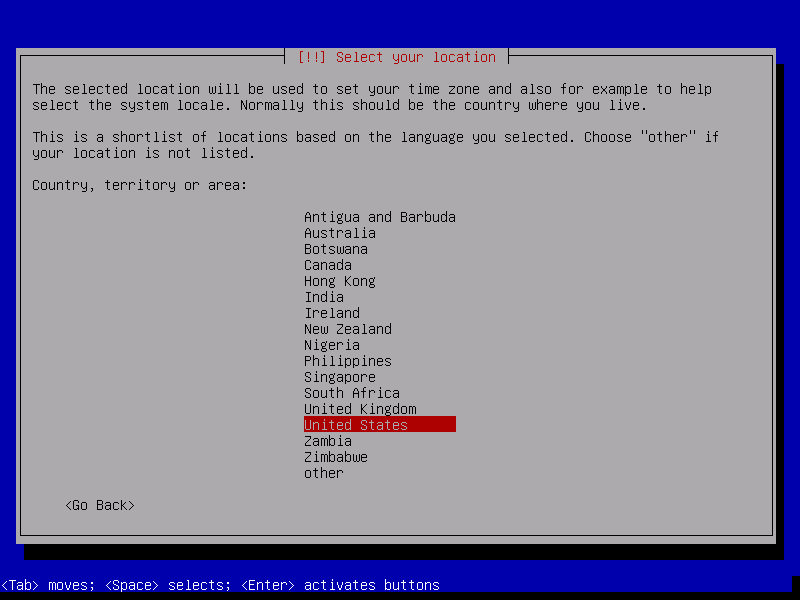 [!!] Select your location
The selected location will be used to set your time zone and also for example to help
select the system locale. Normally this should be the country where you live.
This is a shortlist of locations based on the language you selected. Choose "other" if
your location is not listed.
Country, territory or area:
Antigua and Barbuda
Australia
Botswana
Canada
Hong Kong
India
Ireland
New Zealand
Nigeria
Philippines
Singapore
South Africa
United Kingdom
United States
Zambia
Zimbabwe
other
<Go Back>
<Tab> moves; <Space> selects; <Enter> activates buttons